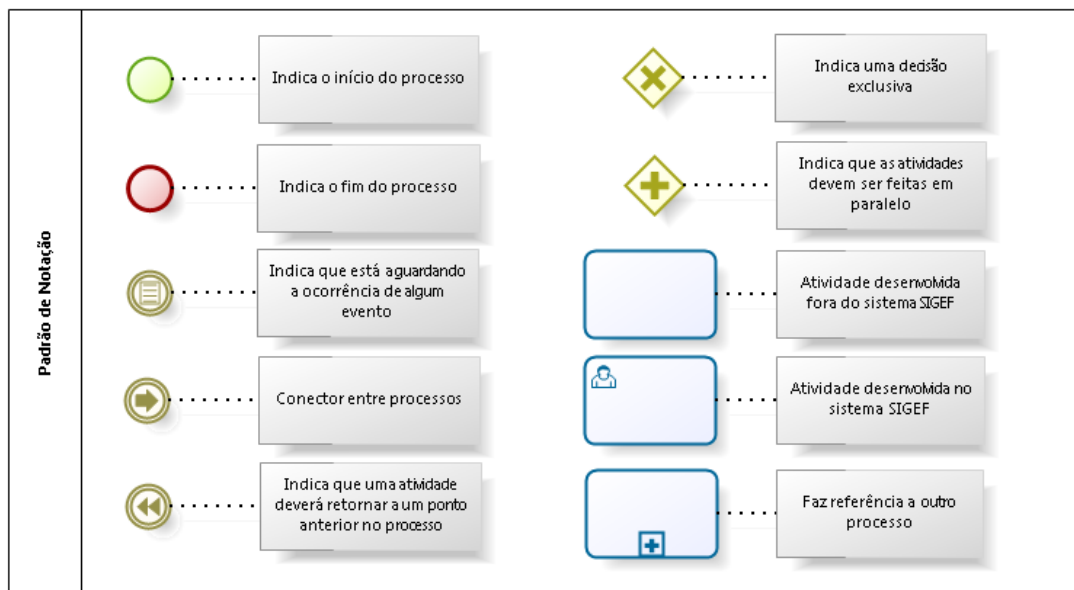 Padrão de Notação
Indica o início do processo
Indica o fim do processo
Indica que está aguardando
a ocorrência de algum
evento
Conector entre processos
Indica que uma atividade
deverá retornar a um ponto
anterior no processo
Indica uma decisão
exclusiva
Indica que as atividades
devem ser feitas em
paralelo
Atividade desenvolvida
fora do sistema SIGEF
Atividade desenvolvida no
sistema SIGEF
Faz referência a outro
processo